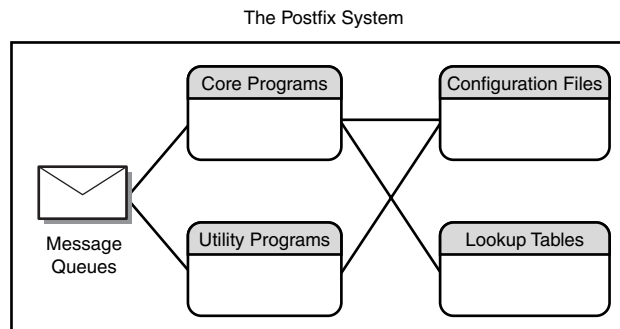 The Postfix System
Core Programs
Configuration Files
Message
Queues
Utility Programs
Lookup Tables